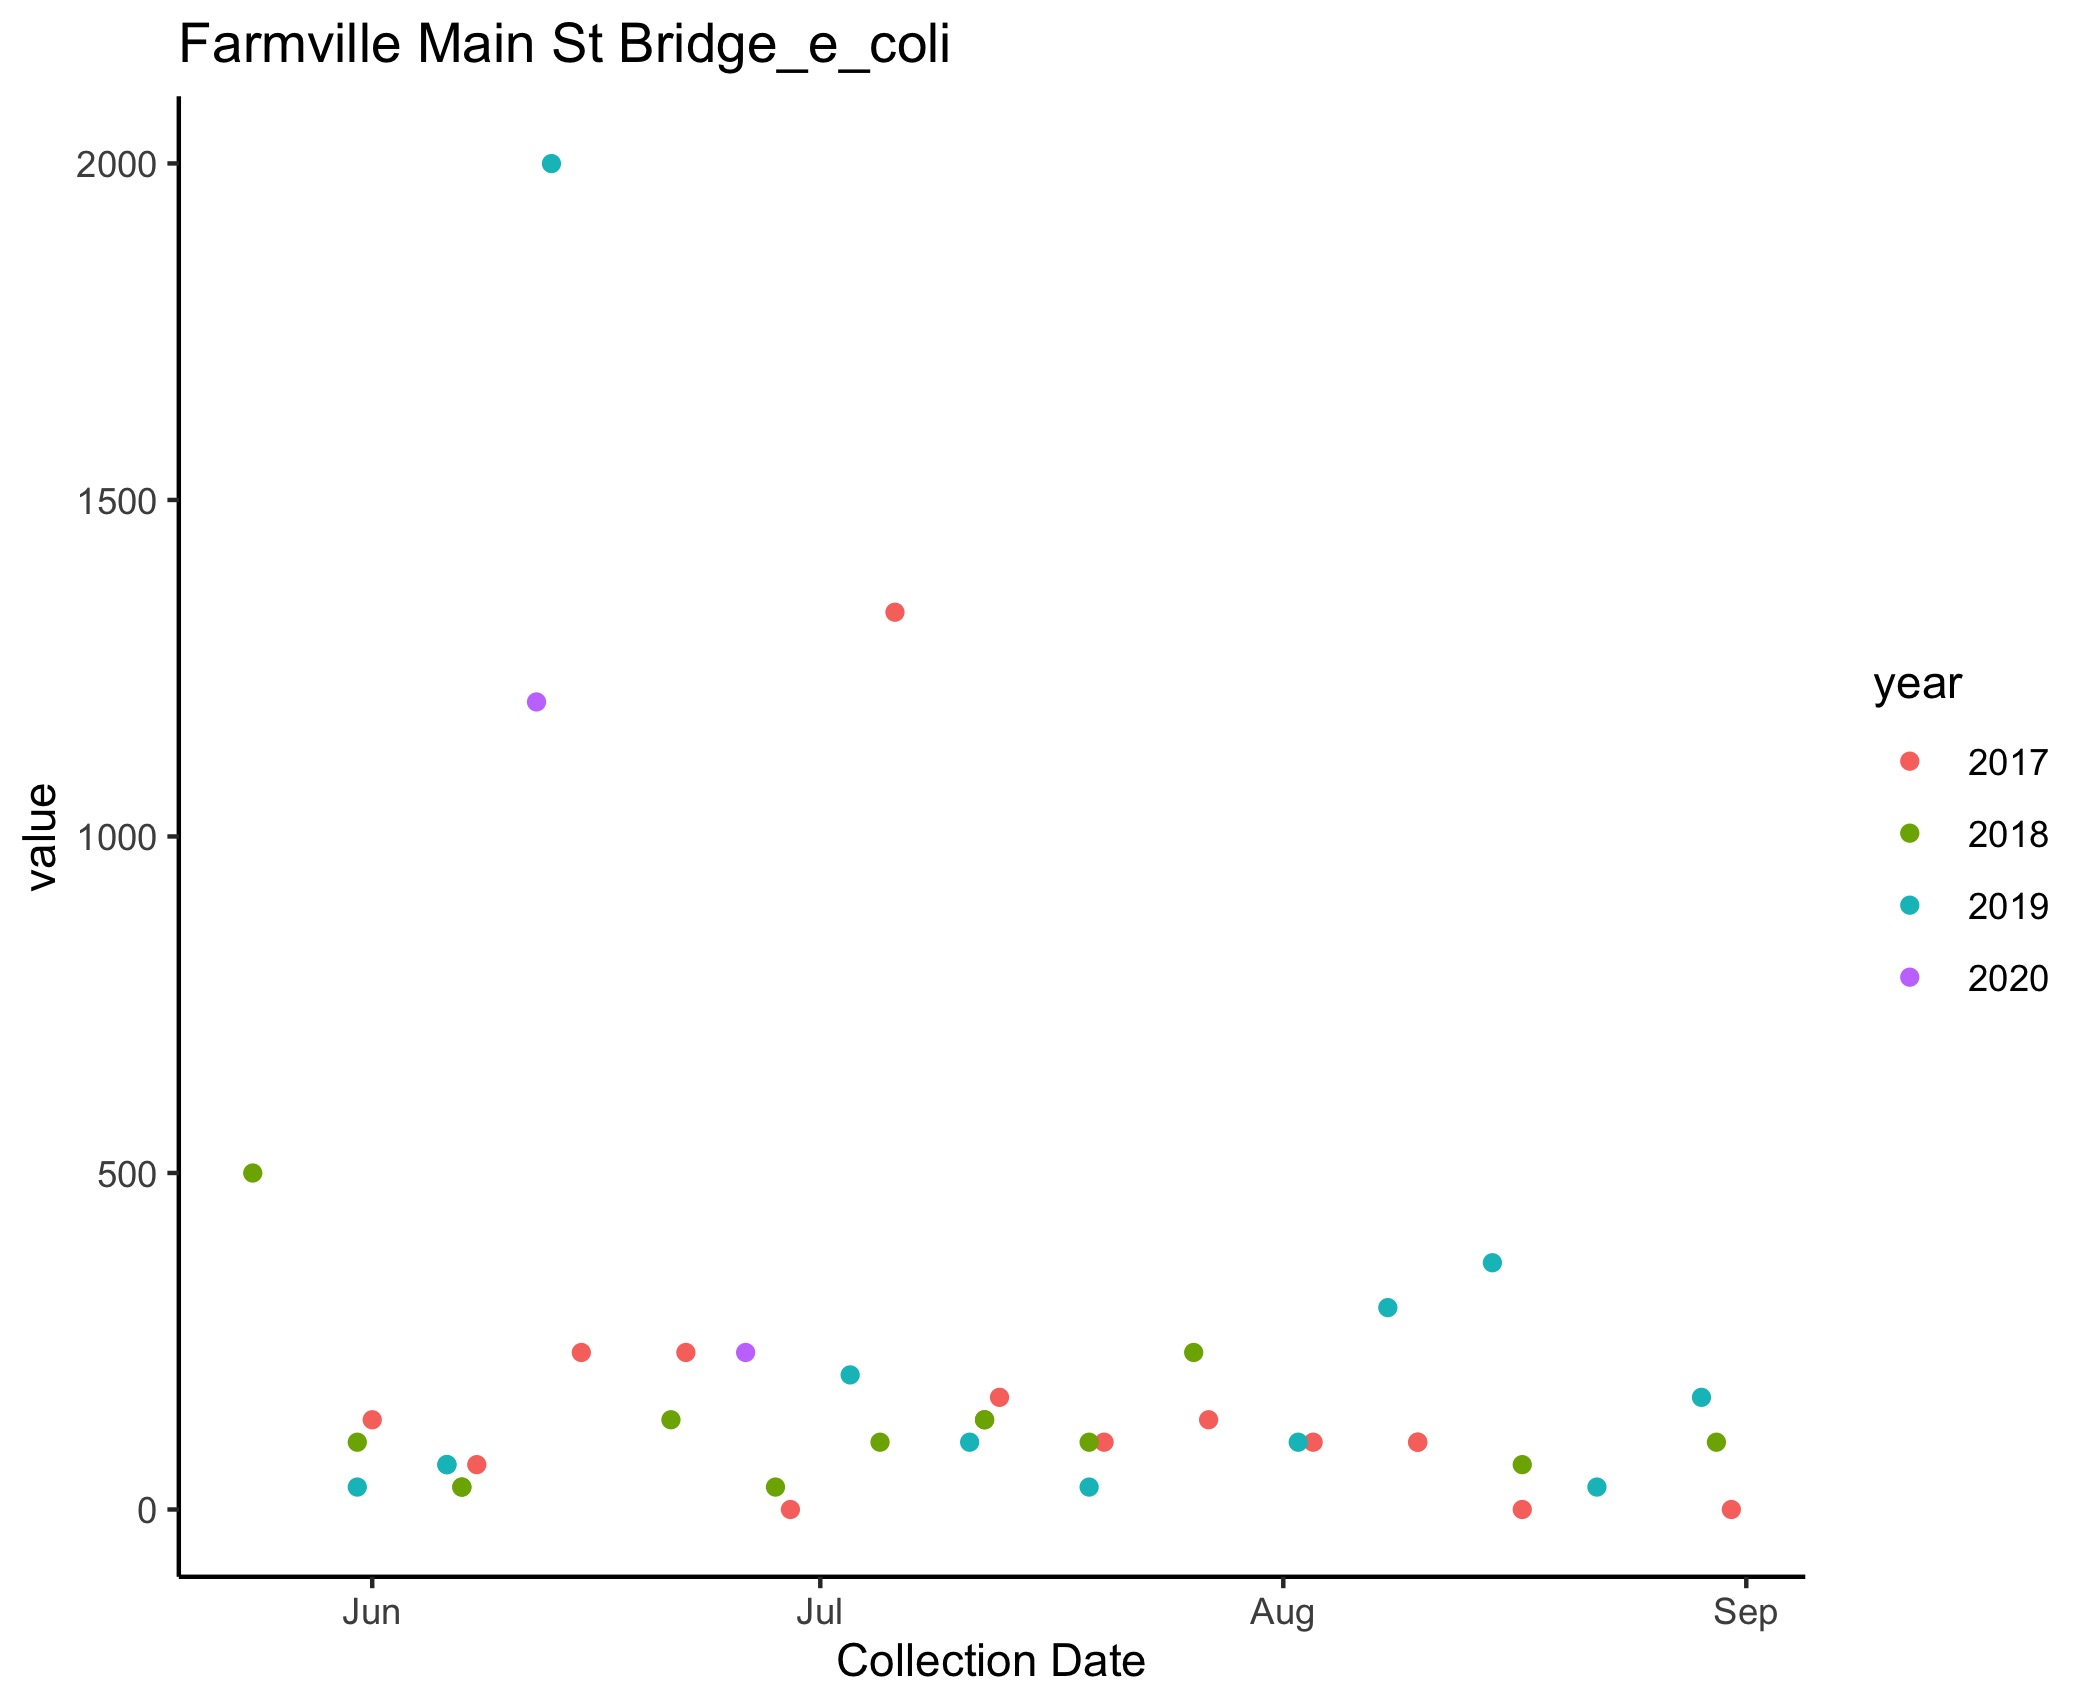 Farmville Main St Bridge_e_coli
2000
1500
1000
500
0
value
Jun
Jul
Aug
Sep
Collection Date
year
2017
2018
2019
2020